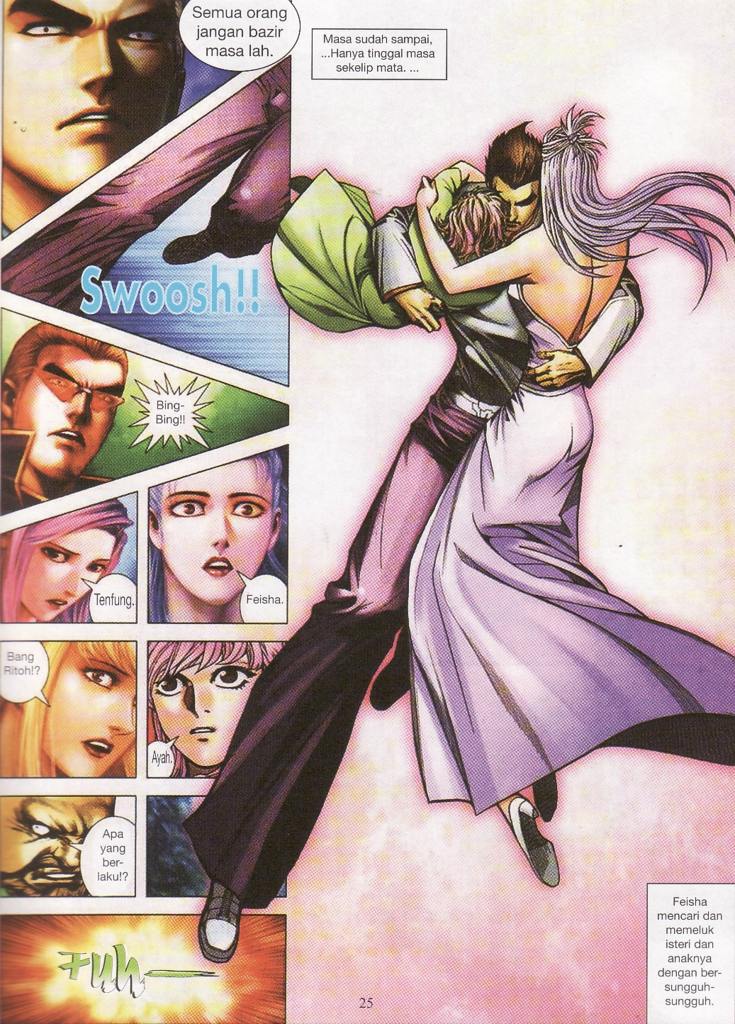 Semua orang
jangan bazir
masa lah.
Masa sudah sampai,
...Hanya tinggal masa
sekelip mata. ...
Swoosh!!
Bing-
Bing!!
Tenfung.
Feisha.
Bang
Ritoh!?
Ayah.
Apa
yang
ber-
laku!?
Fuh
Feisha
mencari dan
memeluk
isteri dan
anaknya
dengan ber-
sungguh-
sungguh.
25